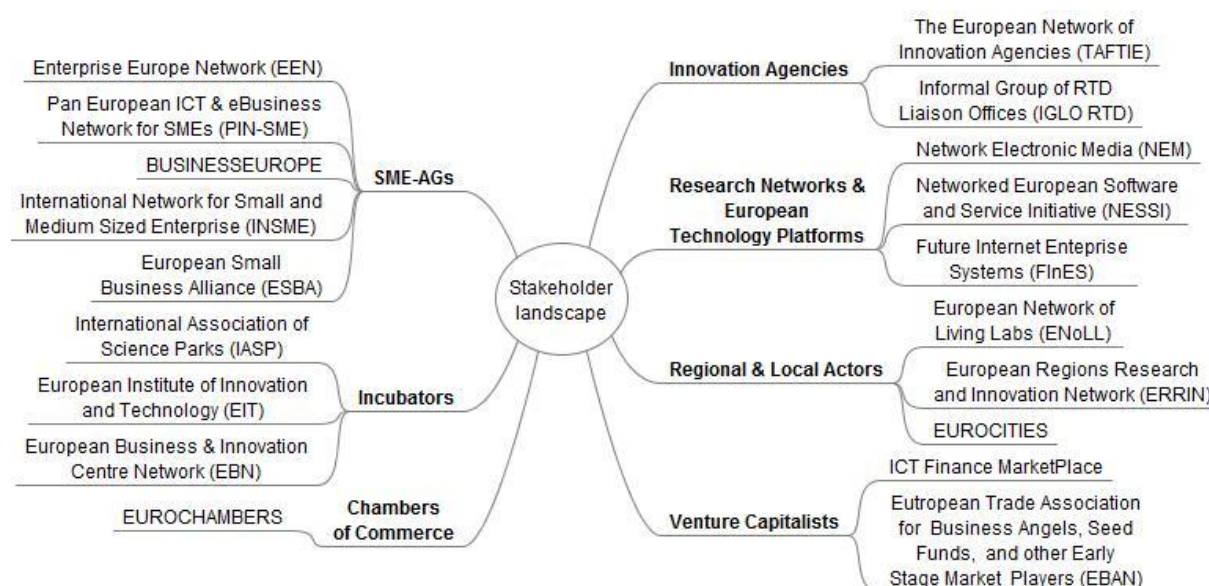 Enterprise Europe Network (EEN)
Pan European ICT & eBusiness
Network for SMEs (PIN-SME)
BUSINESSEUROPE
International Network for Small and
Medium Sized Enterprise (INSME)
European Small
Business Alliance (ESBA)
SME-AGs
International Association of
Science Parks (IASP)
European Institute of Innovation
and Technology (EIT)
European Business & Innovation
Centre Network (EBN)
Incubators
EUROCHAMBERS
Chambers
of Commerce
Stakeholder
landscape
Innovation Agencies
The European Network of
Innovation Agencies (TAFTIE)
Informal Group of RTD
Liaison Offices (IGLO RTD)
Research Networks &
European
Technology Platforms
Network Electronic Media (NEM)
Networked European Software
and Service Initiative (NESSI)
Future Internet Enteprise
Systems (FInES)
Regional & Local Actors
European Network of
Living Labs (ENoLL)
European Regions Research
and Innovation Network (ERRIN)
EUROCITIES
Venture Capitalists
ICT Finance MarketPlace
Eutropean Trade Association
for Business Angels, Seed
Funds, and other Early
Stage Market Players (EBAN)